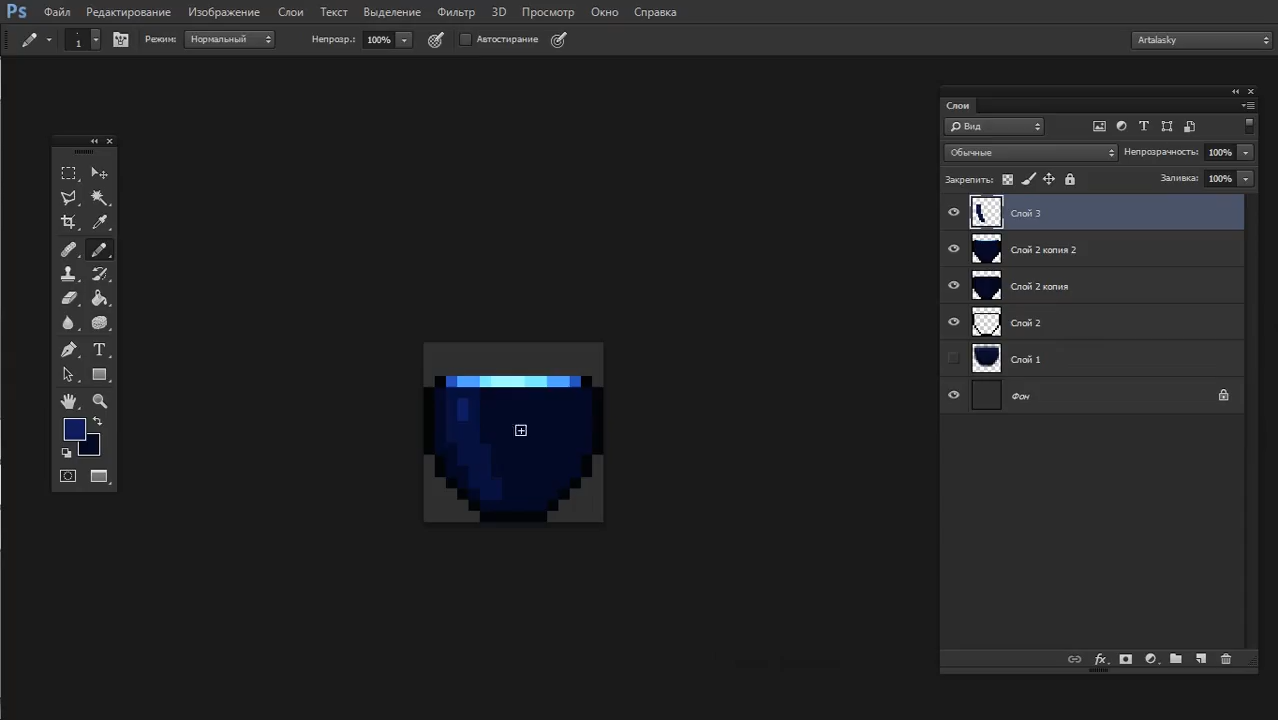 Ps Файл Редактирование Изображение Слои Текст Выделение Фильтр 3D Просмотр Окно Справка
1 Режим: Нормальный Непрозр.: 100% Автостирание Artalasky
Слои
Вид
Обычные Непрозрачность: 100%
Закрепить: Заливка: 100%
Слой 3
Слой 2 копия 2
Слой 2 копия
Слой 2
Слой 1
Фон